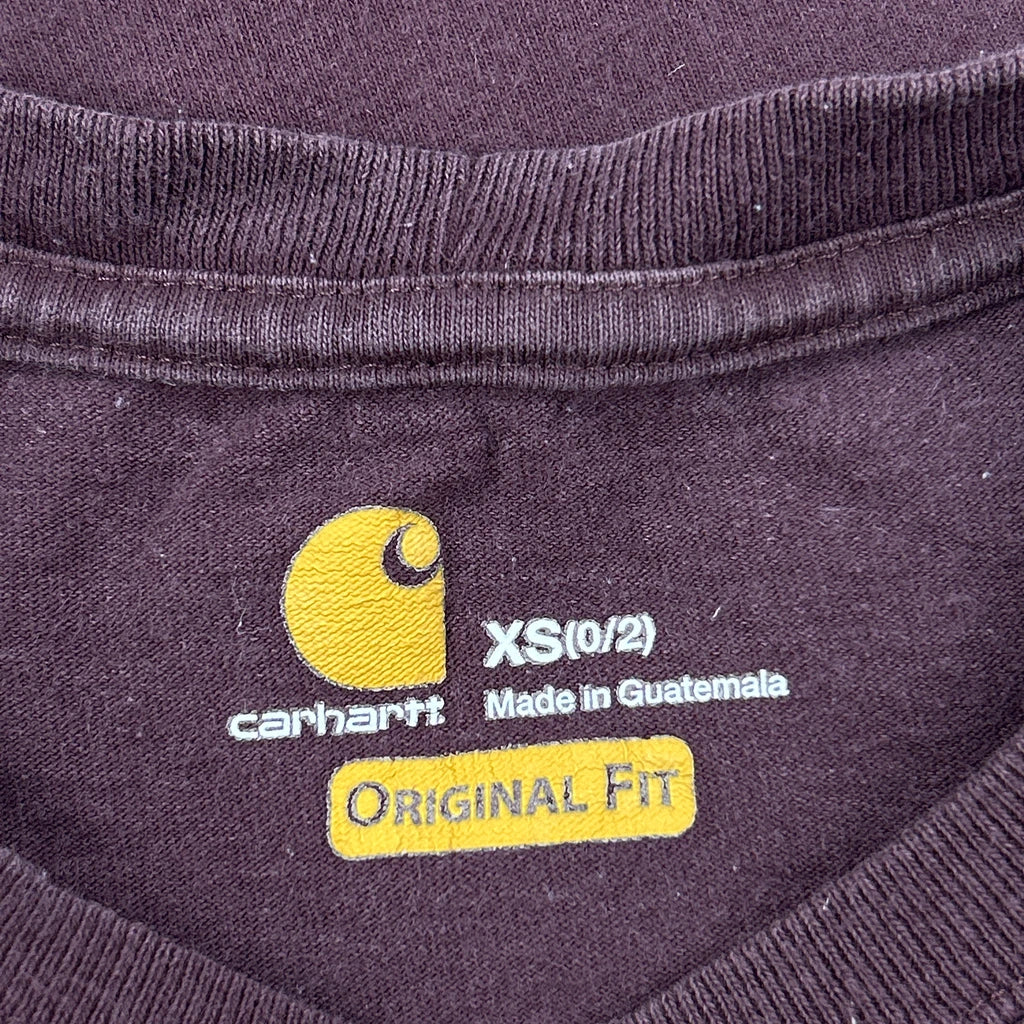 XS(0/2)
carhartt
Made in Guatemala
ORIGINAL FIT